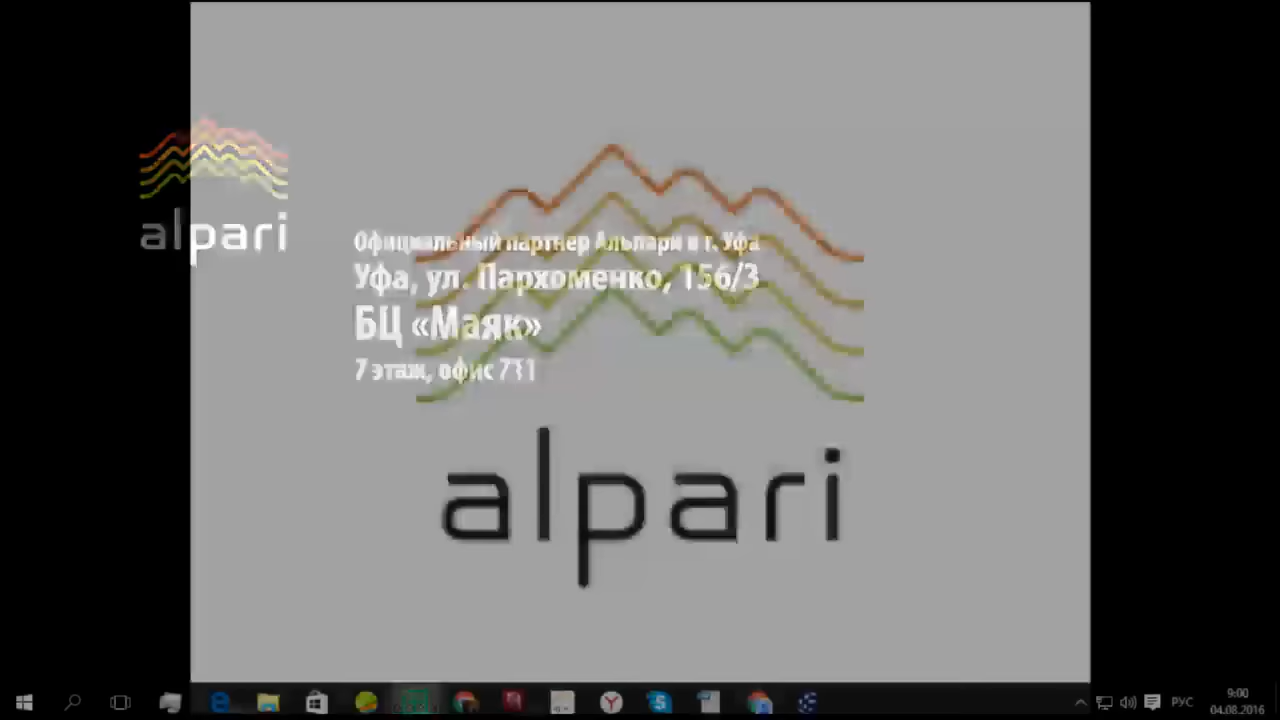 alpari
Официальный партнер Альпари в г. Уфа
Уфа, ул. Пархоменко, 156/3
БЦ «Маяк»
7 этаж, офис 731
alpari
РУС
9:00
04.08.2016